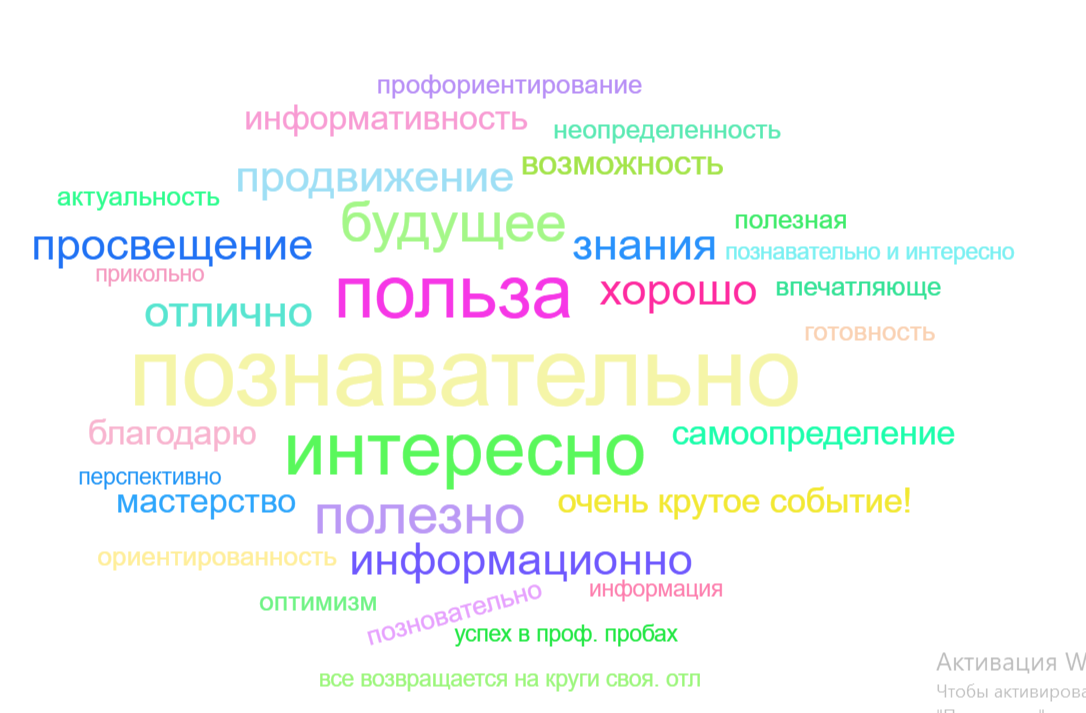 профориентирование
информативность
неопределенность
продвижение
возможность
актуальность
будущее
полезная
просвещение
знания
познавательно и интересно
прикольно
польза
хорошо
впечатляюще
отлично
готовность
познавательно
благодарю
интересно
самоопределение
перспективно
мастерство
полезно
очень крутое событие!
ориентированность
информационно
оптимизм
позновательно
информация
успех в проф. пробах
все возвращается на круги своя. отл
Активация W
Чтобы активирова